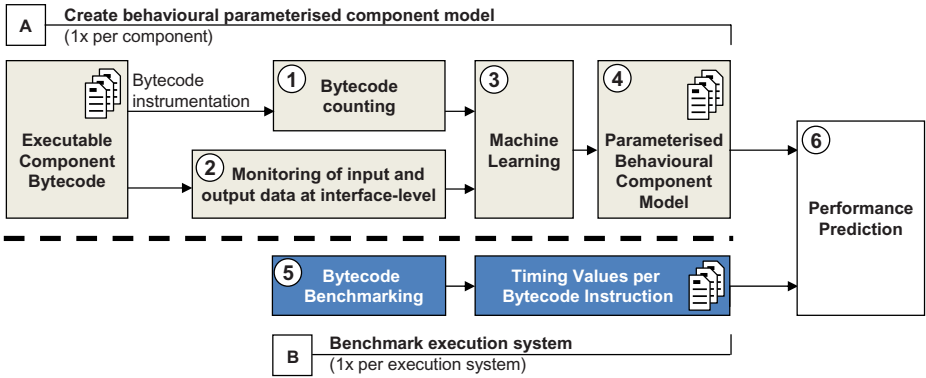 A
Create behavioural parameterised component model
(1x per component)
Executable
Component
Bytecode
Bytecode
instrumentation
1
Bytecode
counting
2
Monitoring of input and
output data at interface-level
3
Machine
Learning
4
Parameterised
Behavioural
Component
Model
6
Performance
Prediction
5
Bytecode
Benchmarking
Timing Values per
Bytecode Instruction
B
Benchmark execution system
(1x per execution system)